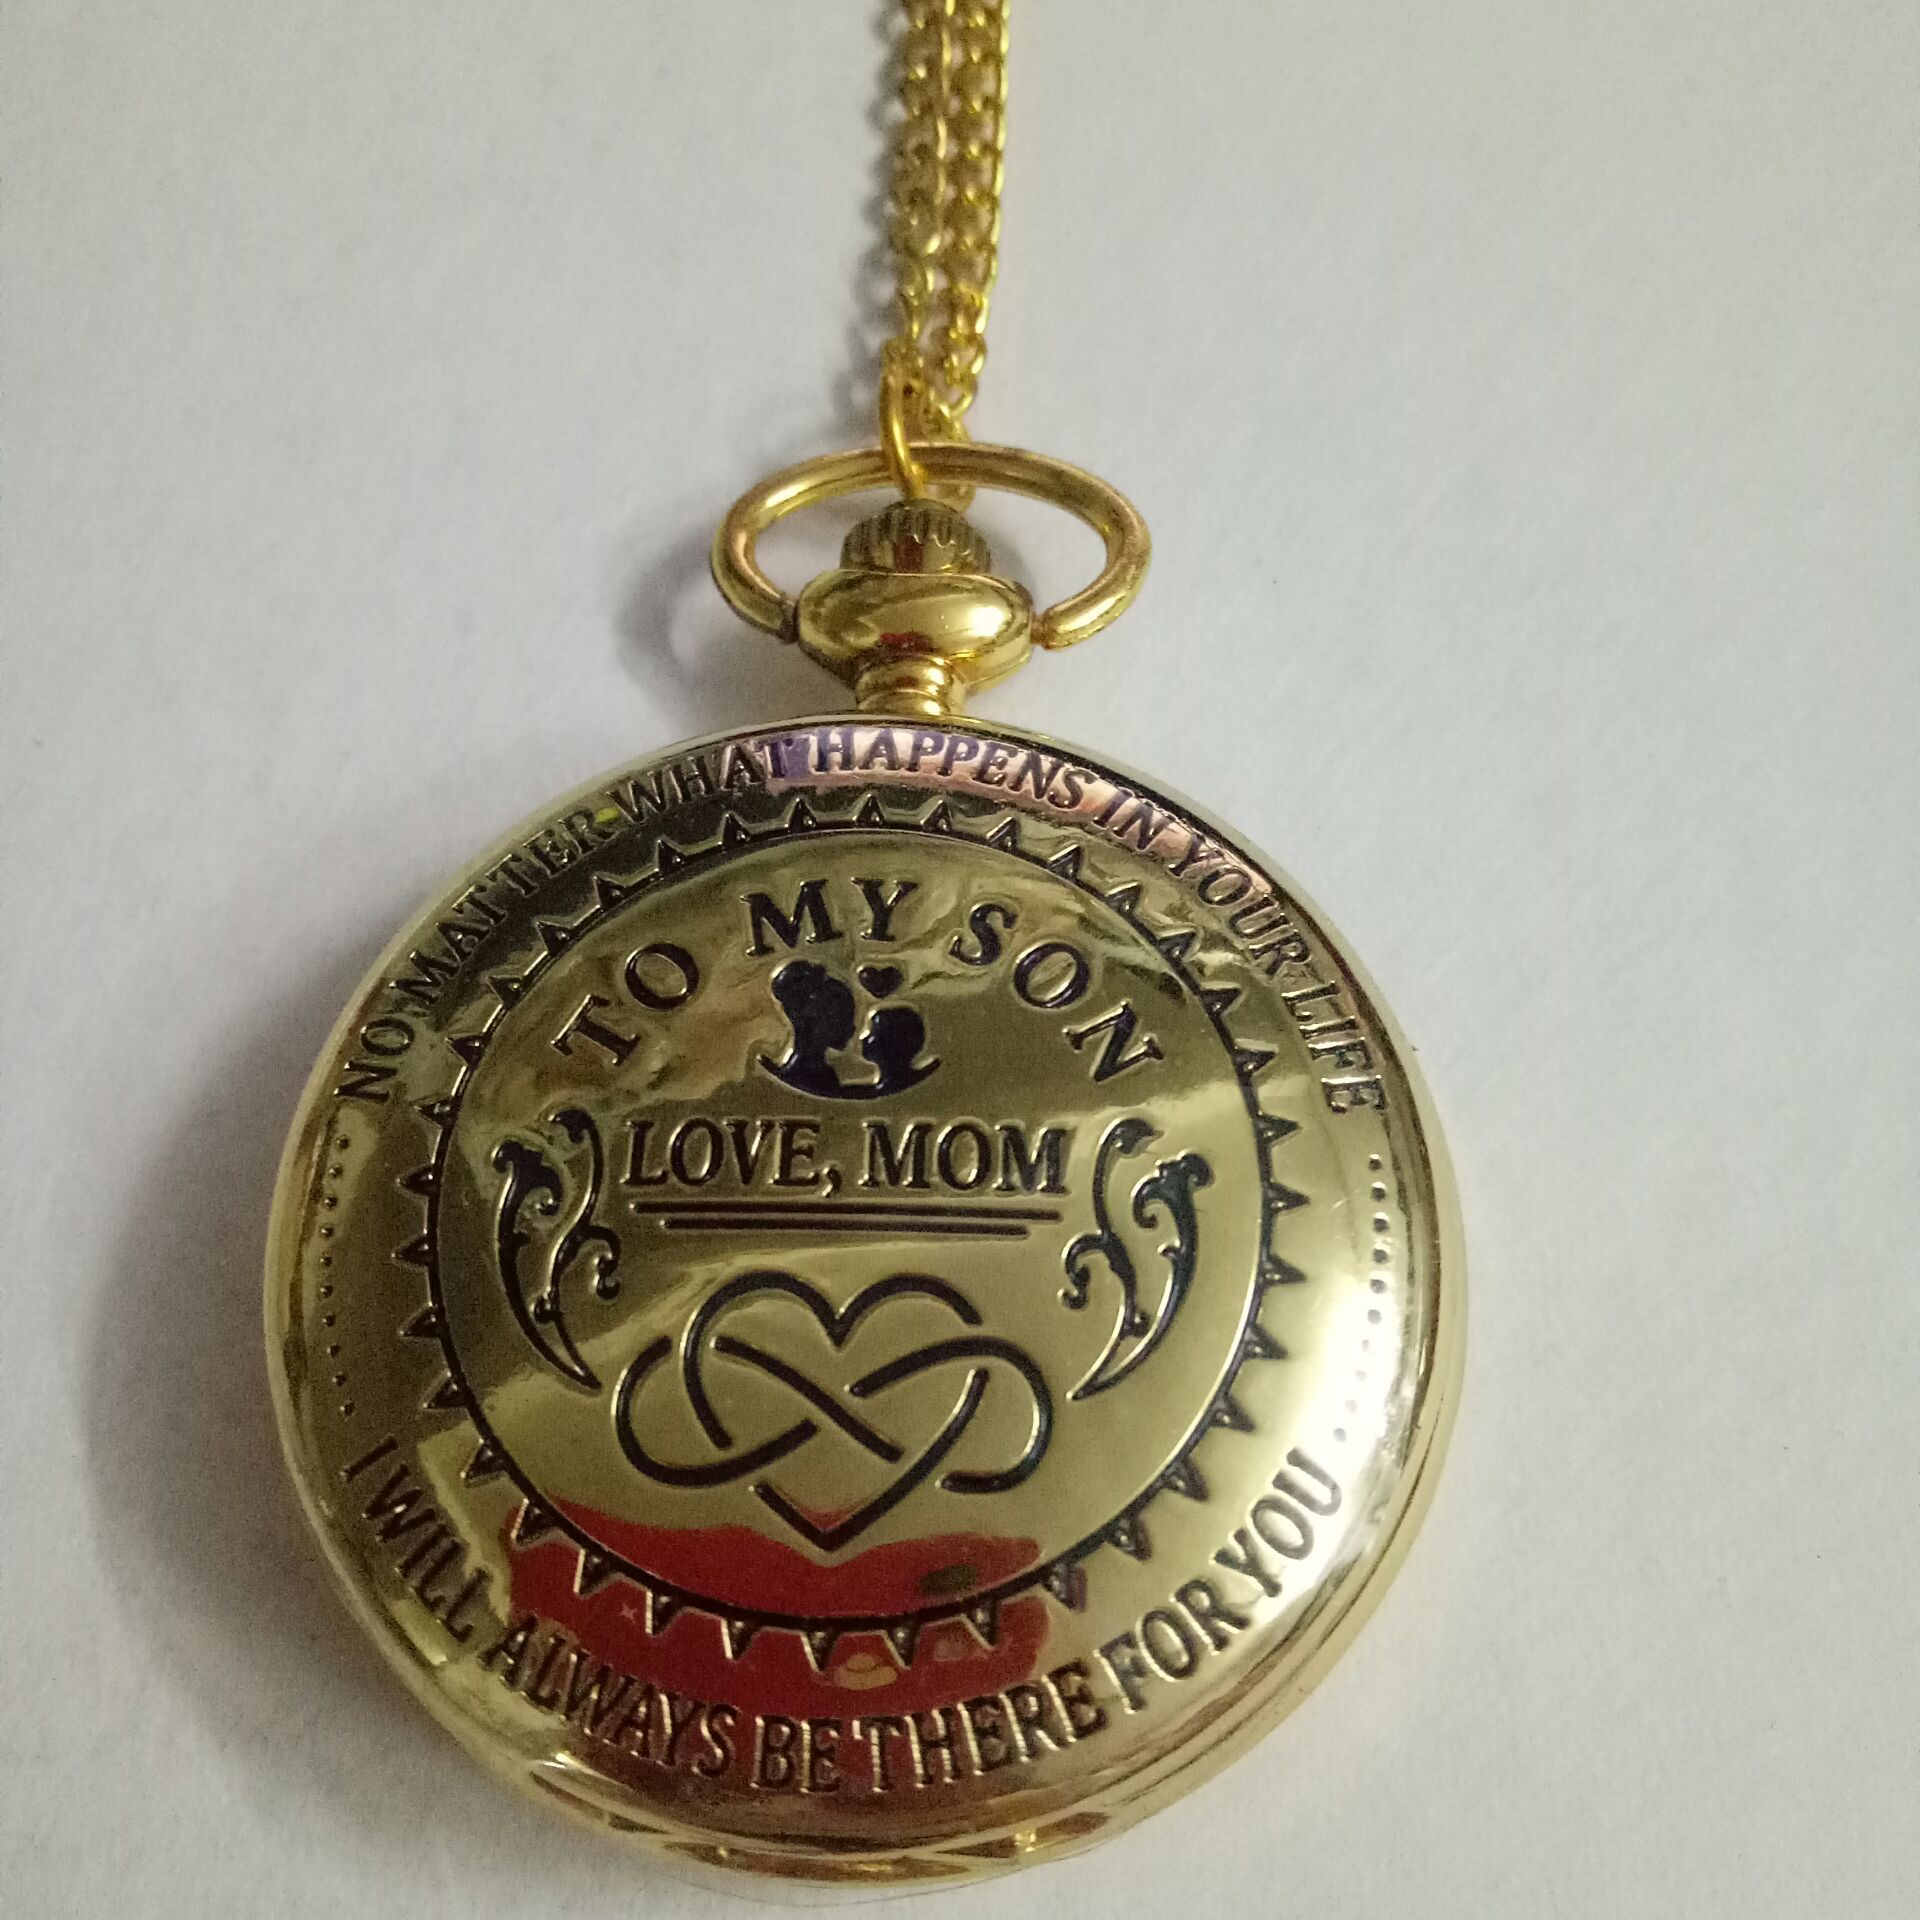 NO MATTER WHAT HAPPENS IN YOUR LIFE
TO MY SON
LOVE, MOM
I WILL ALWAYS BE THERE FOR YOU